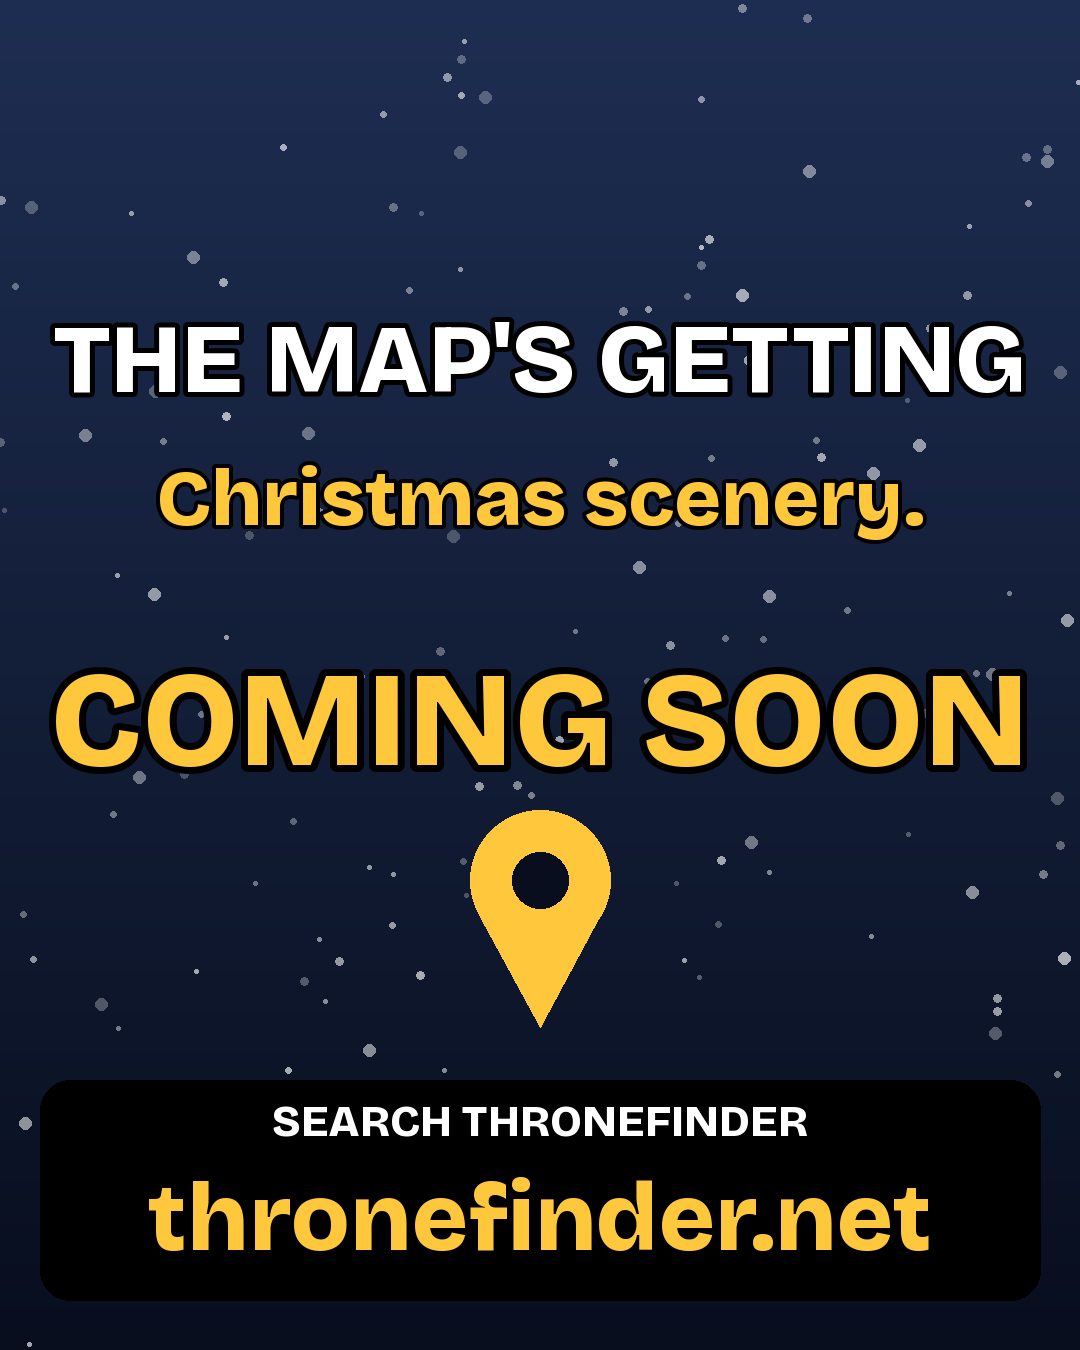 THE MAP'S GETTING
Christmas scenery.
COMING SOON
SEARCH THRONEFINDER
thronefinder.net